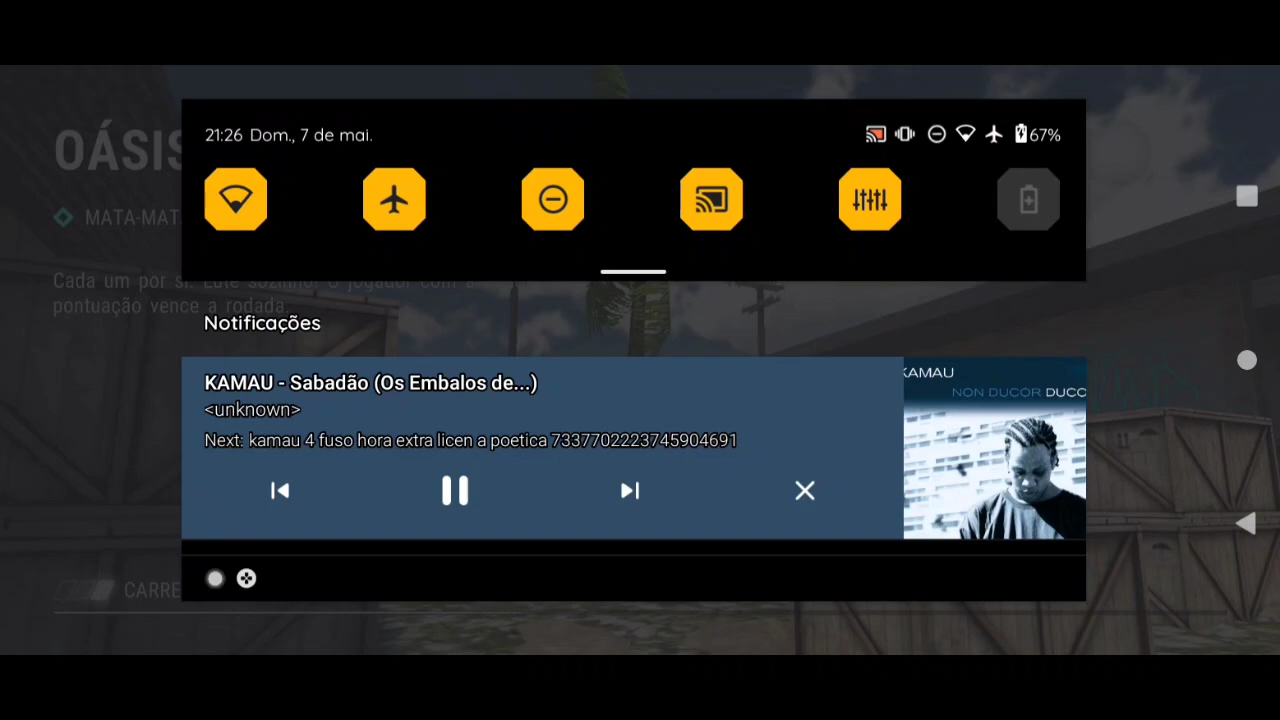 21:26 Dom., 7 de mai.
67%
OÁSIS
MATA-MAT
Cada um por si. Lute sozinho! O jogador com a
pontuação vence a rodada.
Notificações
KAMAU - Sabadão (Os Embalos de...)
<unknown>
Next: kamau 4 fuso hora extra licen a poetica 7337702223745904691
KAMAU
NON DUCOR DUCO
CARRE